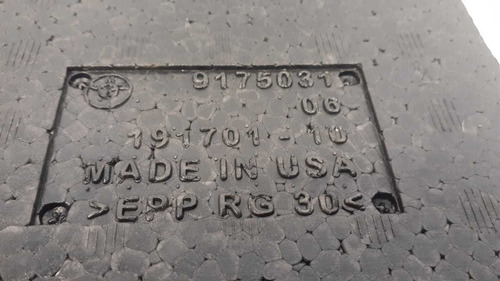 9175031
06
191701-10
MADE IN USA
>EPP RG 30<